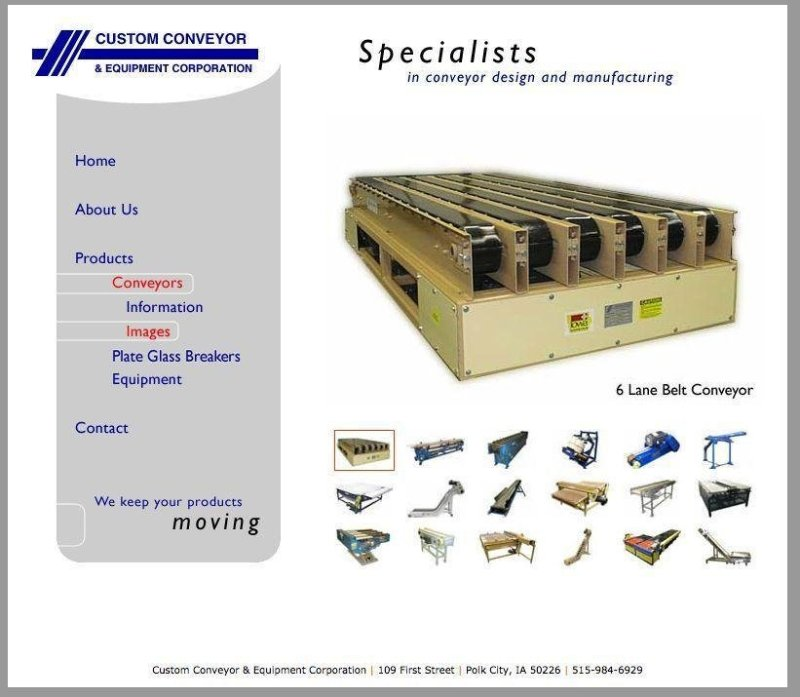 CUSTOM CONVEYOR
& EQUIPMENT CORPORATION
Specialists
in conveyor design and manufacturing
Home
About Us
Products
Conveyors
Information
Images
Plate Glass Breakers
Equipment
Contact
We keep your products
moving
6 Lane Belt Conveyor
Custom Conveyor & Equipment Corporation | 109 First Street | Polk City, IA 50226 | 515-984-6929